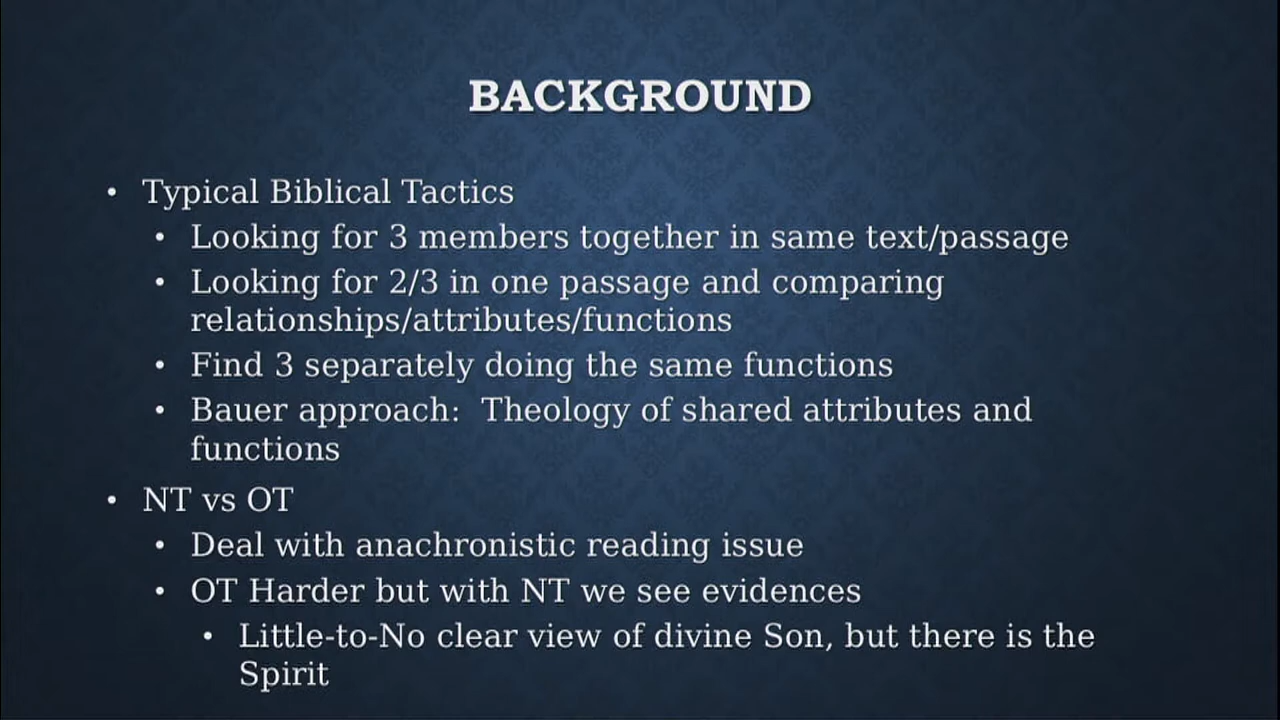 BACKGROUND
• Typical Biblical Tactics
• Looking for 3 members together in same text/passage
• Looking for 2/3 in one passage and comparing
relationships/attributes/functions
• Find 3 separately doing the same functions
• Bauer approach:  Theology of shared attributes and
functions
• NT vs OT
• Deal with anachronistic reading issue
• OT Harder but with NT we see evidences
• Little-to-No clear view of divine Son, but there is the
Spirit